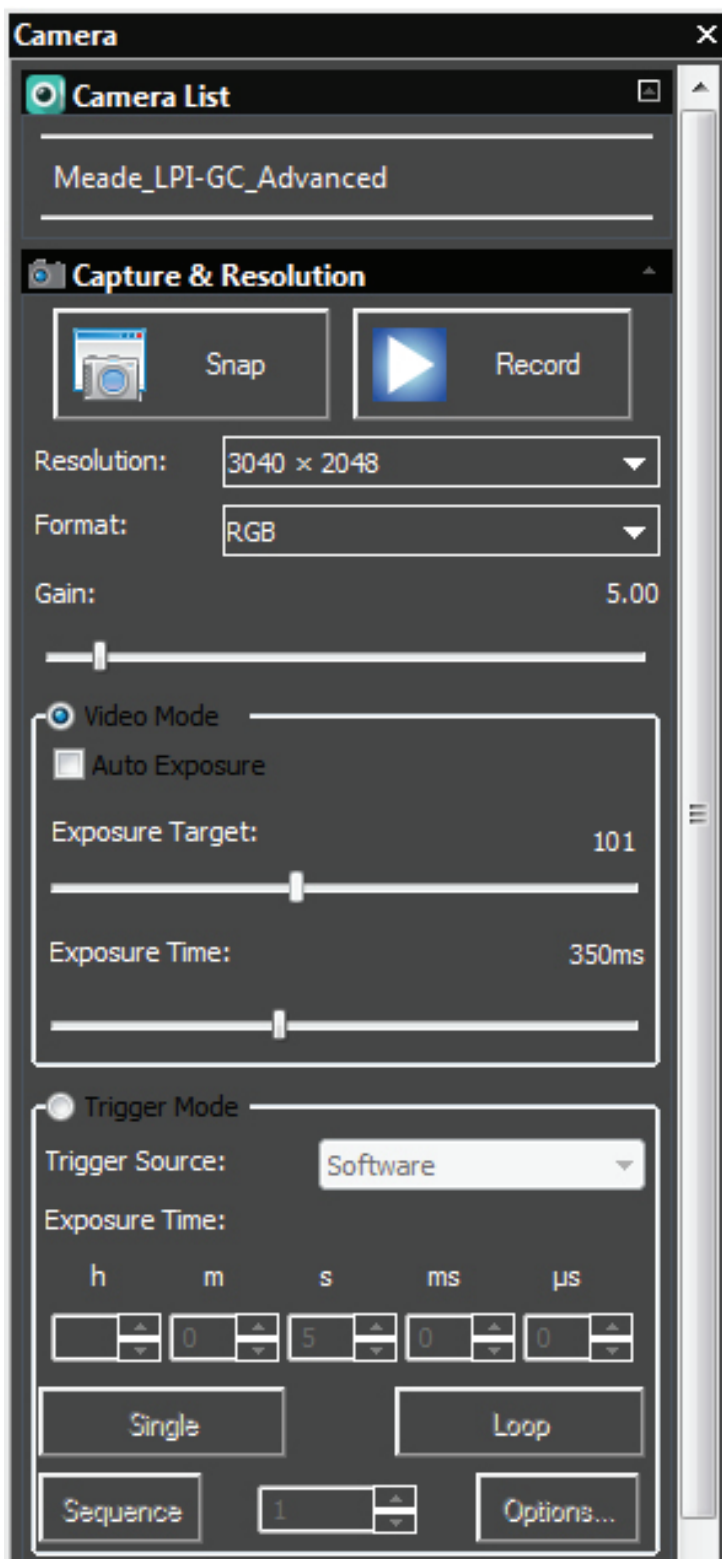 Camera
Camera List
Meade_LPI-GC_Advanced
Capture & Resolution
Snap Record
Resolution: 3040 × 2048
Format: RGB
Gain: 5.00
Video Mode
Auto Exposure
Exposure Target: 101
Exposure Time: 350ms
Trigger Mode
Trigger Source: Software
Exposure Time:
h m s ms µs
0 5 0 0
Single Loop
Sequence 1 Options...